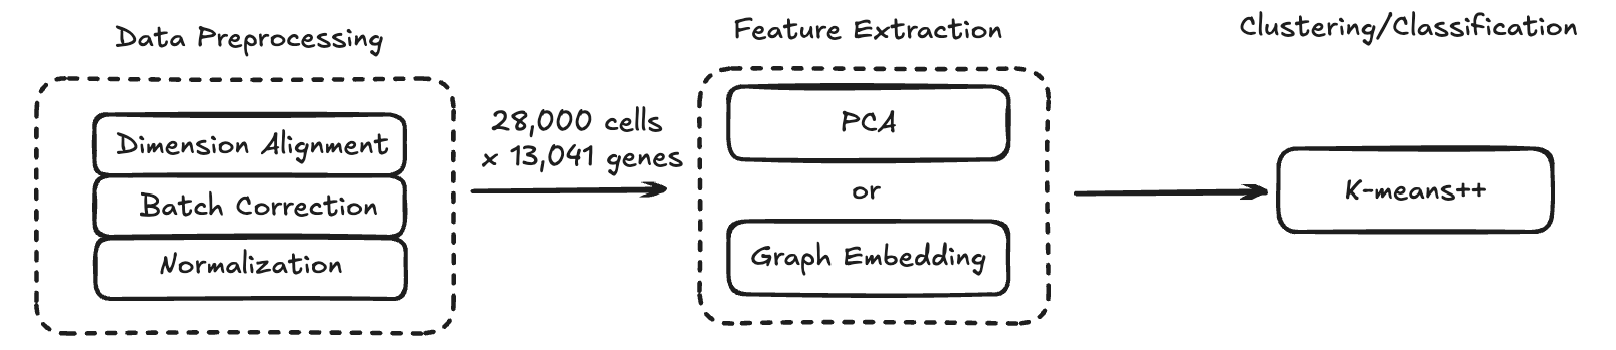 Data Preprocessing
Dimension Alignment
Batch Correction
Normalization
28,000 cells
x 13,041 genes
Feature Extraction
PCA
or
Graph Embedding
Clustering/Classification
K-means++